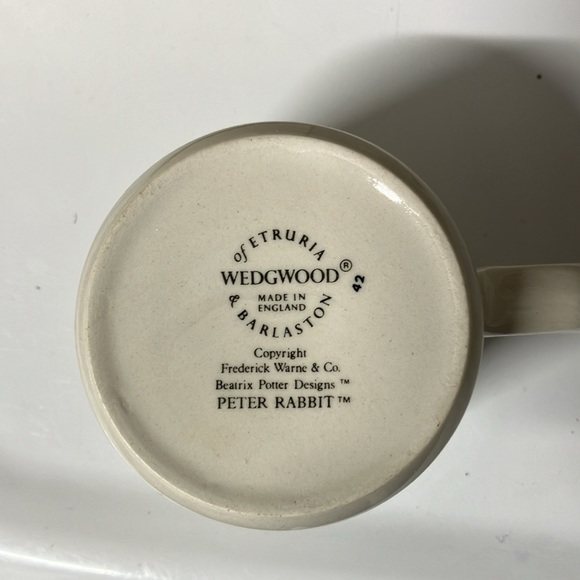 of ETRURIA
WEDGWOOD®
42
MADE IN
ENGLAND
& BARLASTON
Copyright
Frederick Warne & Co.
Beatrix Potter Designs ™
PETER RABBIT ™